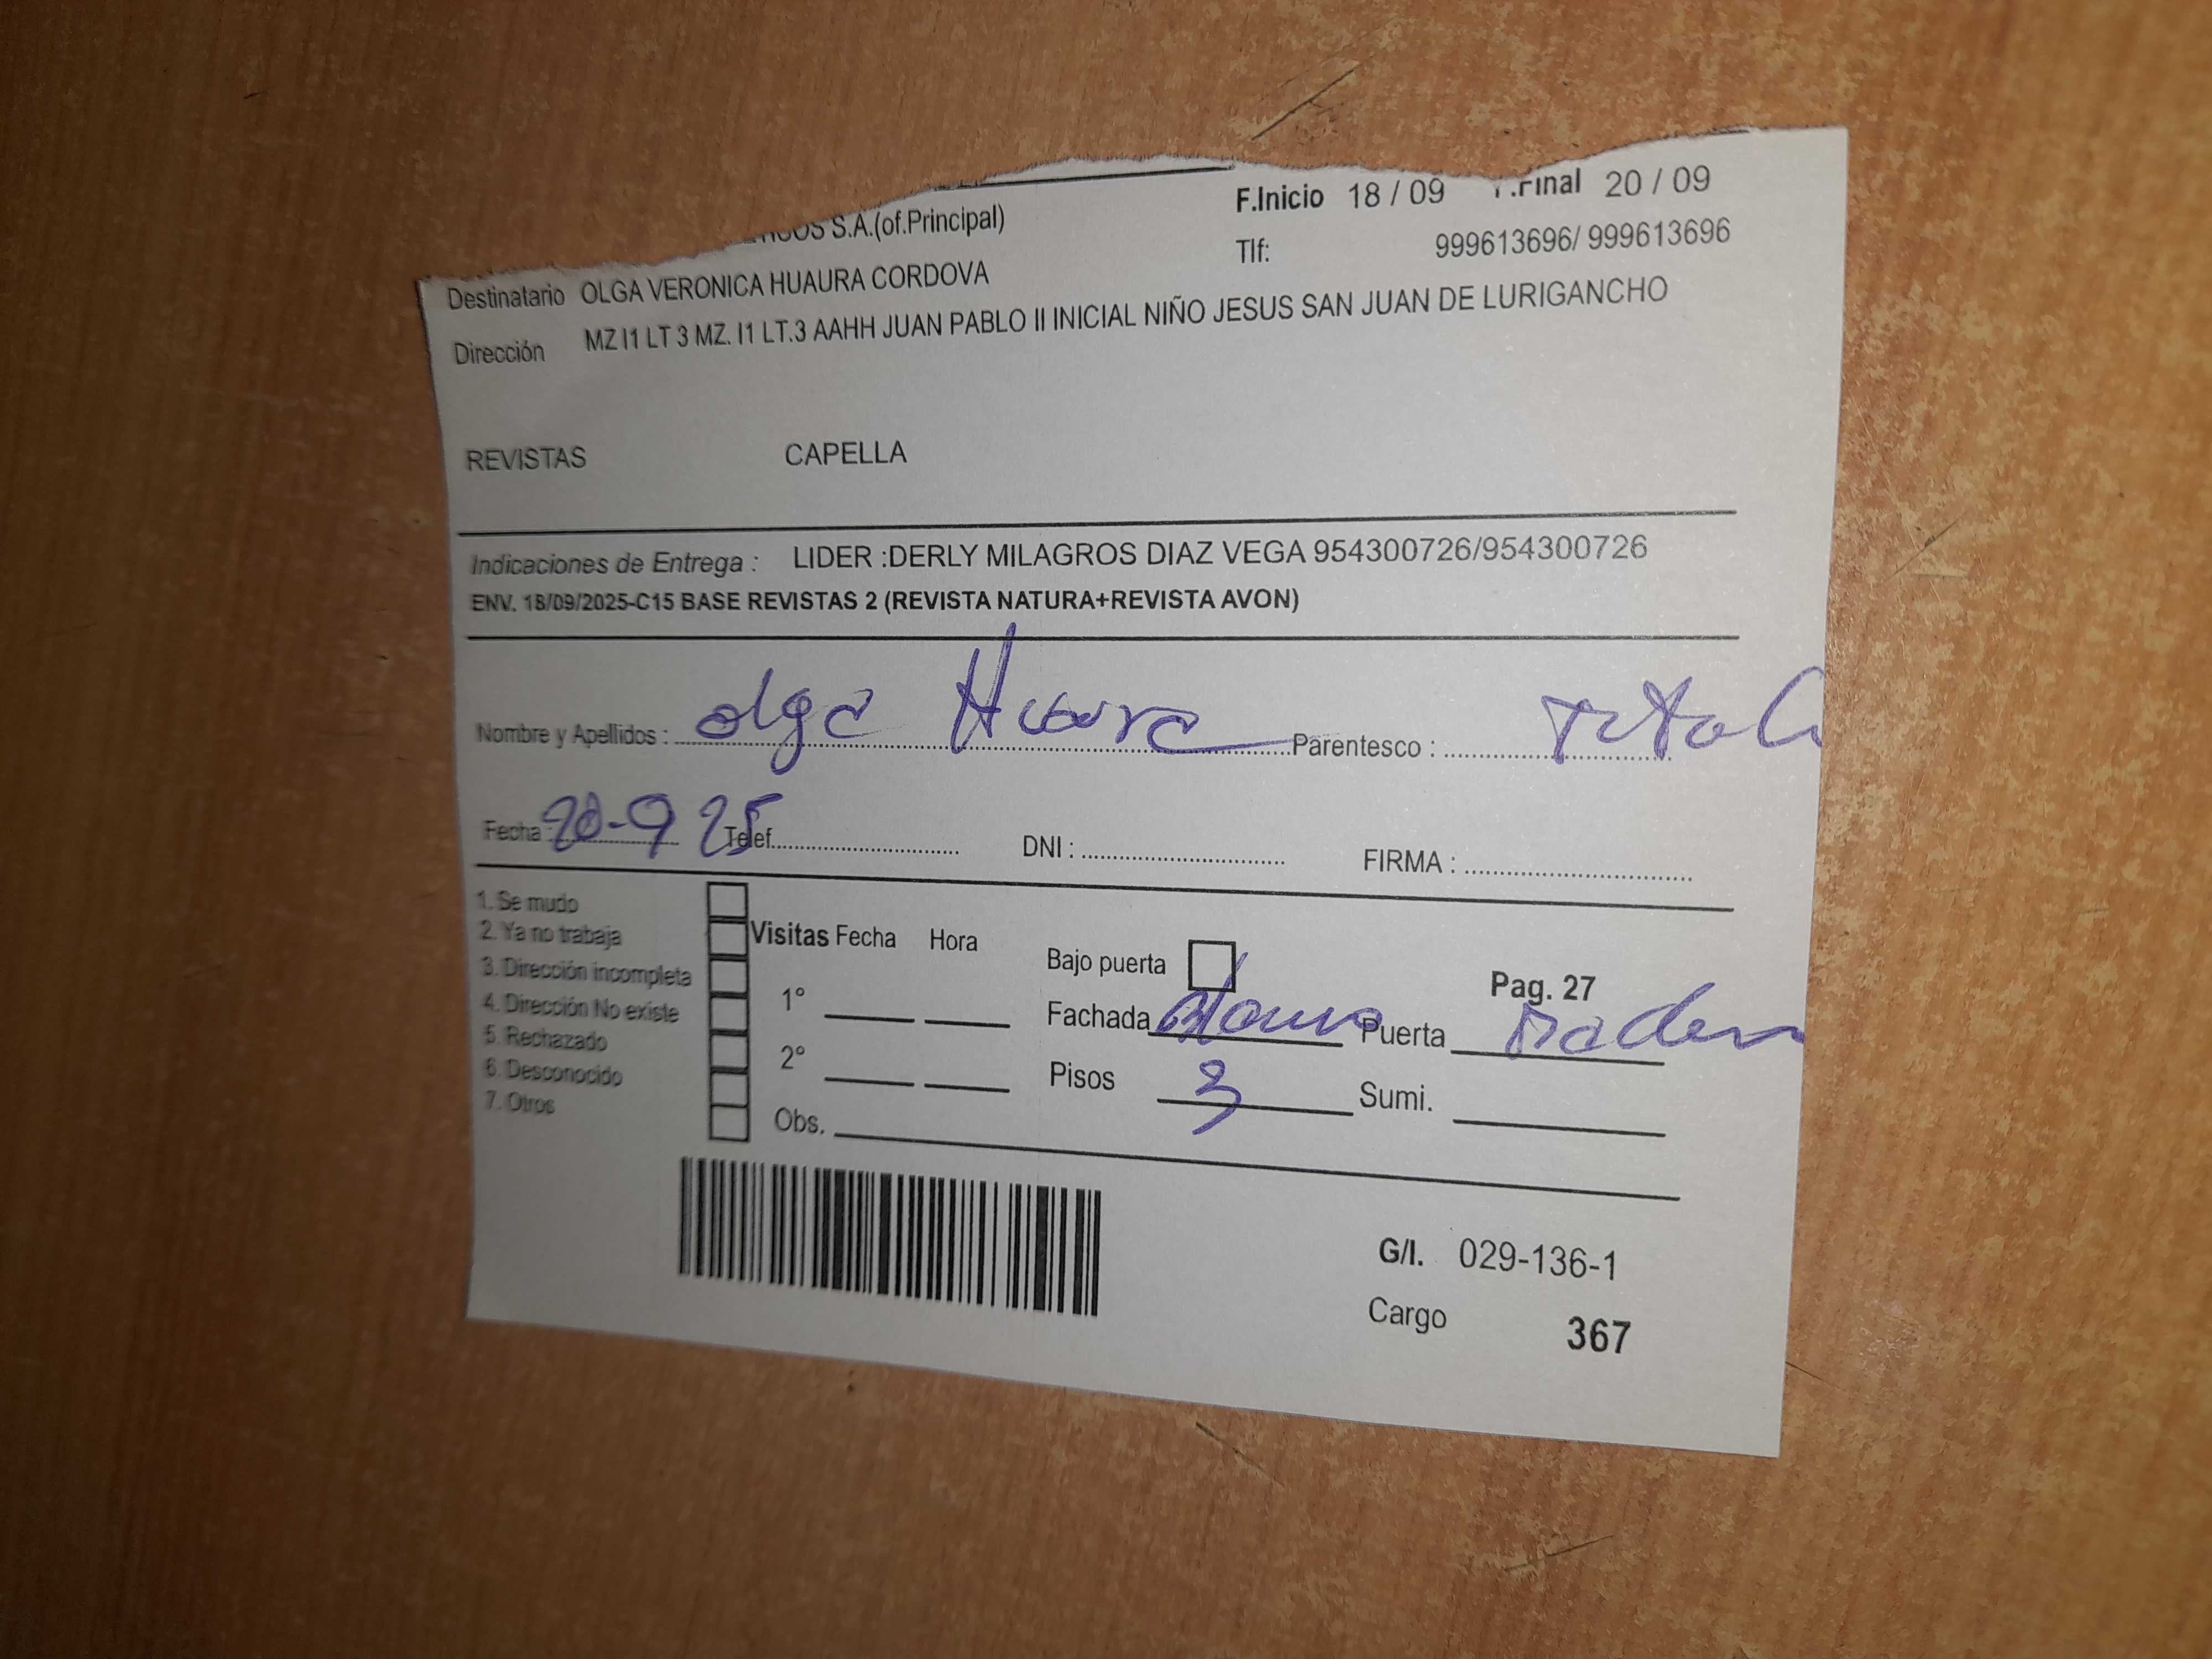 S.A.(of.Principal) F.Inicio 18 / 09 F.Final 20 / 09
Tlf: 999613696/ 999613696
Destinatario OLGA VERONICA HUAURA CORDOVA
Dirección MZ I1 LT 3 MZ. I1 LT.3 AAHH JUAN PABLO II INICIAL NIÑO JESUS SAN JUAN DE LURIGANCHO
REVISTAS CAPELLA
Indicaciones de Entrega : LIDER :DERLY MILAGROS DIAZ VEGA 954300726/954300726
ENV. 18/09/2025-C15 BASE REVISTAS 2 (REVISTA NATURA+REVISTA AVON)
Nombre y Apellidos : olga Huaura Parentesco :
Fecha : 20-9 25 Telef. DNI : FIRMA :
1. Se mudo
2. Ya no trabaja
3. Dirección incompleta
4. Dirección No existe
5. Rechazado
6. Desconocido
7. Otros
Visitas Fecha Hora
1°
2°
Obs.
Bajo puerta
Pag. 27
Fachada Blanco Puerta Mader
Pisos 3 Sumi.
G/I. 029-136-1
Cargo 367